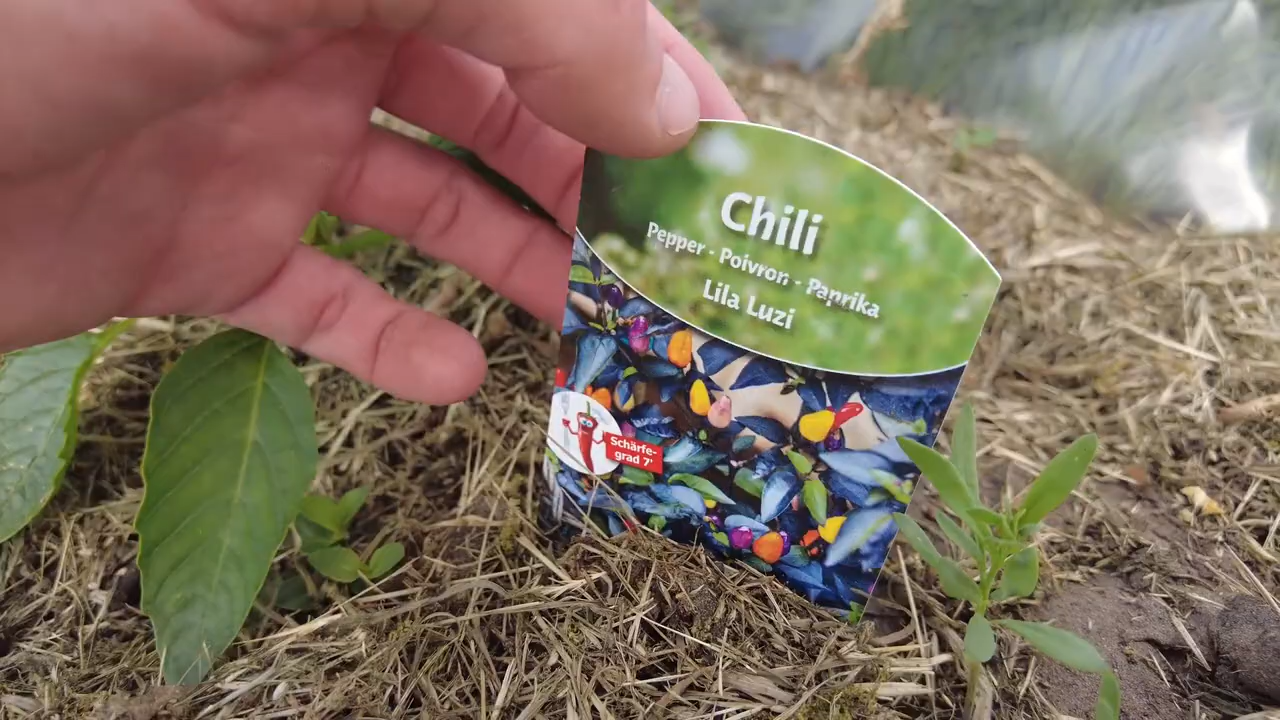 Chili
Pepper - Poivron - Paprika
Lila Luzi
Schärfe-
grad 7*